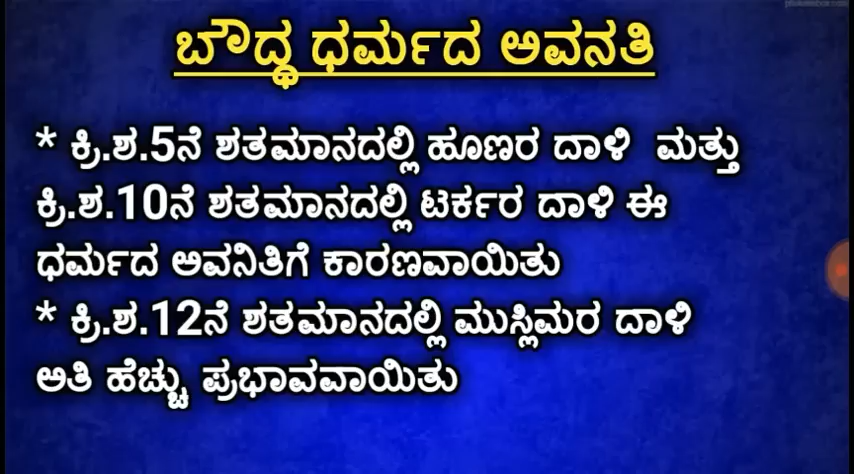 ಬೌದ್ಧ ಧರ್ಮದ ಅವನತಿ
* ಕ್ರಿ.ಶ.5ನೆ ಶತಮಾನದಲ್ಲಿ ಹೂಣರ ದಾಳಿ ಮತ್ತು
ಕ್ರಿ.ಶ.10ನೆ ಶತಮಾನದಲ್ಲಿ ಟರ್ಕರ ದಾಳಿ ಈ
ಧರ್ಮದ ಅವನಿತಿಗೆ ಕಾರಣವಾಯಿತು
* ಕ್ರಿ.ಶ.12ನೆ ಶತಮಾನದಲ್ಲಿ ಮುಸ್ಲಿಮರ ದಾಳಿ
ಅತಿ ಹೆಚ್ಚು ಪ್ರಭಾವವಾಯಿತು